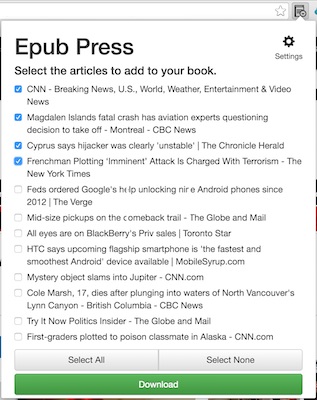 Epub Press
Settings
Select the articles to add to your book.
CNN - Breaking News, U.S., World, Weather, Entertainment & Video
News
Magdalen Islands fatal crash has aviation experts questioning
decision to take off - Montreal - CBC News
Cyprus says hijacker was clearly 'unstable' | The Chronicle Herald
Frenchman Plotting 'Imminent' Attack Is Charged With Terrorism - The
New York Times
Feds ordered Google's help unlocking nine Android phones since
2012 | The Verge
Mid-size pickups on the comeback trail - The Globe and Mail
All eyes are on BlackBerry's Priv sales | Toronto Star
HTC says upcoming flagship smartphone is 'the fastest and
smoothest Android' device available | MobileSyrup.com
Mystery object slams into Jupiter - CNN.com
Cole Marsh, 17, dies after plunging into waters of North Vancouver's
Lynn Canyon - British Columbia - CBC News
Try It Now Politics Insider - The Globe and Mail
First-graders plotted to poison classmate in Alaska - CNN.com
Select All
Select None
Download